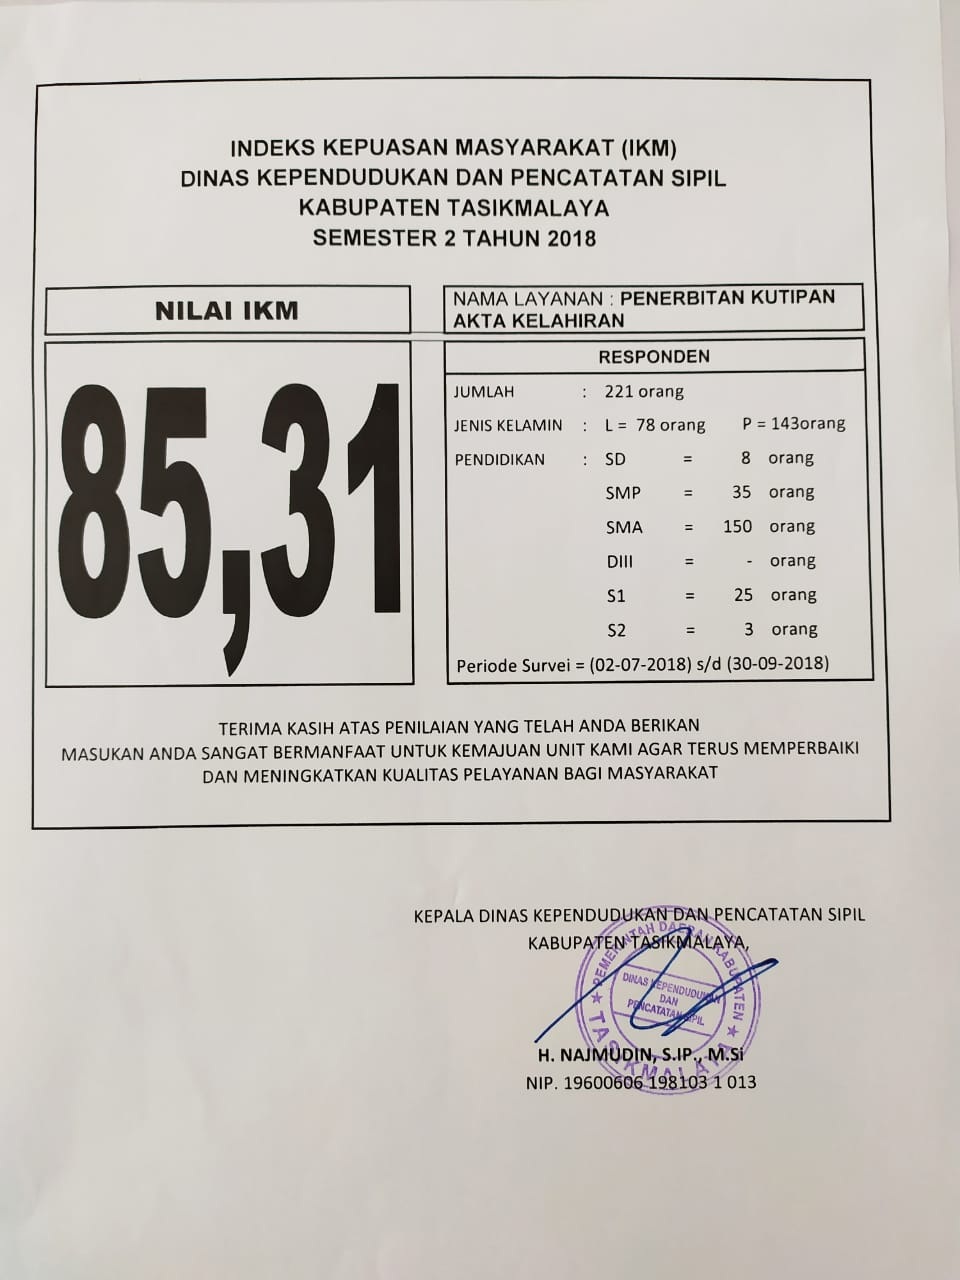 INDEKS KEPUASAN MASYARAKAT (IKM)
DINAS KEPENDUDUKAN DAN PENCATATAN SIPIL
KABUPATEN TASIKMALAYA
SEMESTER 2 TAHUN 2018
NILAI IKM
85,31
NAMA LAYANAN : PENERBITAN KUTIPAN
AKTA KELAHIRAN
RESPONDEN
JUMLAH : 221 orang
JENIS KELAMIN : L = 78 orang P = 143orang
PENDIDIKAN : SD = 8 orang
SMP = 35 orang
SMA = 150 orang
DIII = - orang
S1 = 25 orang
S2 = 3 orang
Periode Survei = (02-07-2018) s/d (30-09-2018)
TERIMA KASIH ATAS PENILAIAN YANG TELAH ANDA BERIKAN
MASUKAN ANDA SANGAT BERMANFAAT UNTUK KEMAJUAN UNIT KAMI AGAR TERUS MEMPERBAIKI
DAN MENINGKATKAN KUALITAS PELAYANAN BAGI MASYARAKAT
KEPALA DINAS KEPENDUDUKAN DAN PENCATATAN SIPIL
KABUPATEN TASIKMALAYA,
PEMERINTAH DAERAH KABUPATEN
DINAS KEPENDUDUKAN
DAN
PENCATATAN SIPIL
TASIKMALAYA
H. NAJMUDIN, S.IP., M.Si
NIP. 19600606 198103 1 013